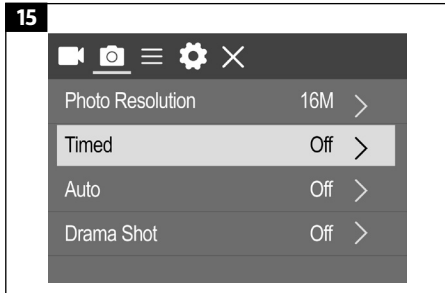 15
Photo Resolution 16M >
Timed Off >
Auto Off >
Drama Shot Off >